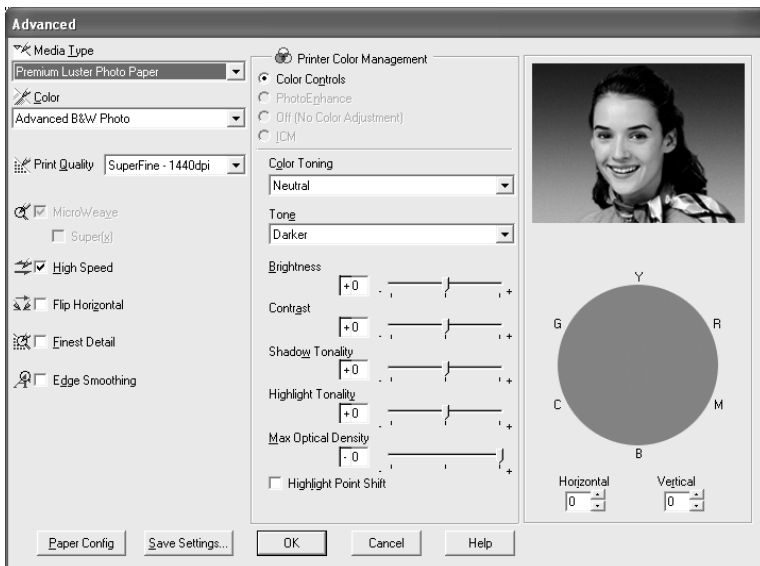 Advanced
Media Type
Premium Luster Photo Paper
Color
Advanced B&W Photo
Print Quality SuperFine - 1440dpi
MicroWeave
Super(x)
High Speed
Flip Horizontal
Finest Detail
Edge Smoothing
Printer Color Management
Color Controls
PhotoEnhance
Off (No Color Adjustment)
ICM
Color Toning
Neutral
Tone
Darker
Brightness
+0 - +
Contrast
+0 - +
Shadow Tonality
+0 - +
Highlight Tonality
+0 - +
Max Optical Density
- 0 - +
Highlight Point Shift
Y
G R
C M
B
Horizontal Vertical
0 0
Paper Config Save Settings... OK Cancel Help